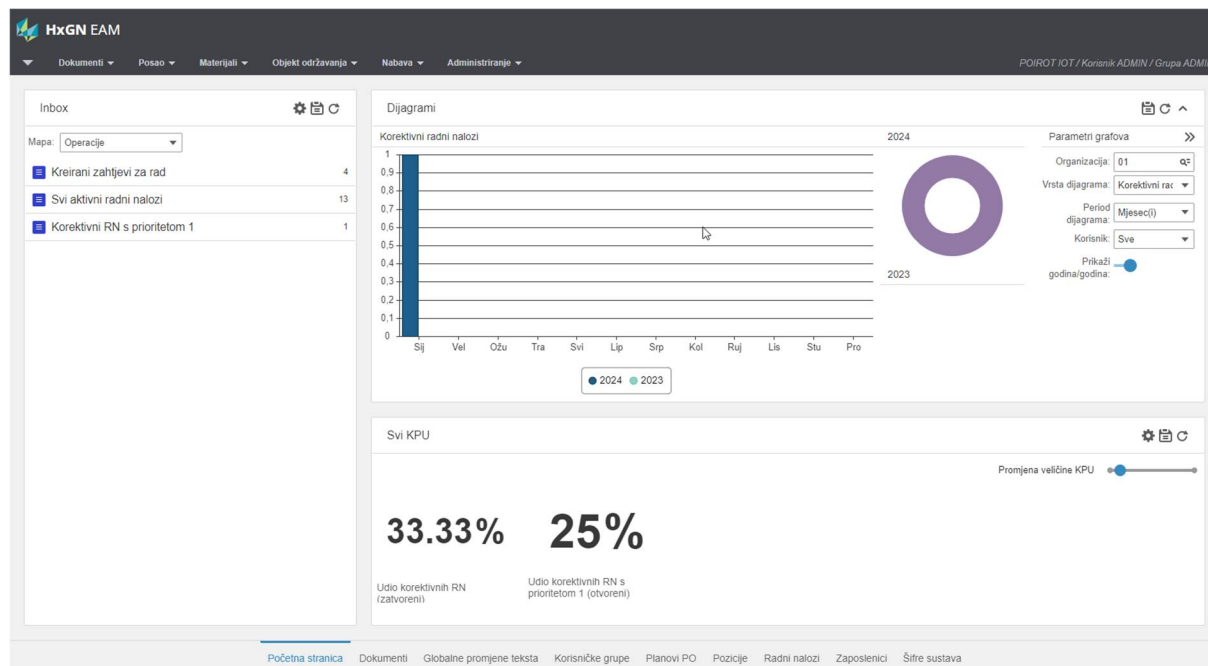 HxGN EAM
Dokumenti Posao Materijali Objekt održavanja Nabava Administriranje POIROT IOT / Korisnik ADMIN / Grupa ADMI
Inbox
Mapa: Operacije
Kreirani zahtjevi za rad 4
Svi aktivni radni nalozi 13
Korektivni RN s prioritetom 1 1
Dijagrami
Korektivni radni nalozi
1
0,9
0,8
0,7
0,6
0,5
0,4
0,3
0,2
0,1
0
Sij Vel Ožu Tra Svi Lip Srp Kol Ruj Lis Stu Pro
2024 2023
2024
2023
Parametri grafova
Organizacija: 01
Vrsta dijagrama: Korektivni rac
Period
dijagrama: Mjesec(i)
Korisnik: Sve
Prikaži
godina/godina:
Svi KPU
Promjena veličine KPU
33.33%
Udio korektivnih RN
(zatvoreni)
25%
Udio korektivnih RN s
prioritetom 1 (otvoreni)
Početna stranica Dokumenti Globalne promjene teksta Korisničke grupe Planovi PO Pozicije Radni nalozi Zaposlenici Šifre sustava